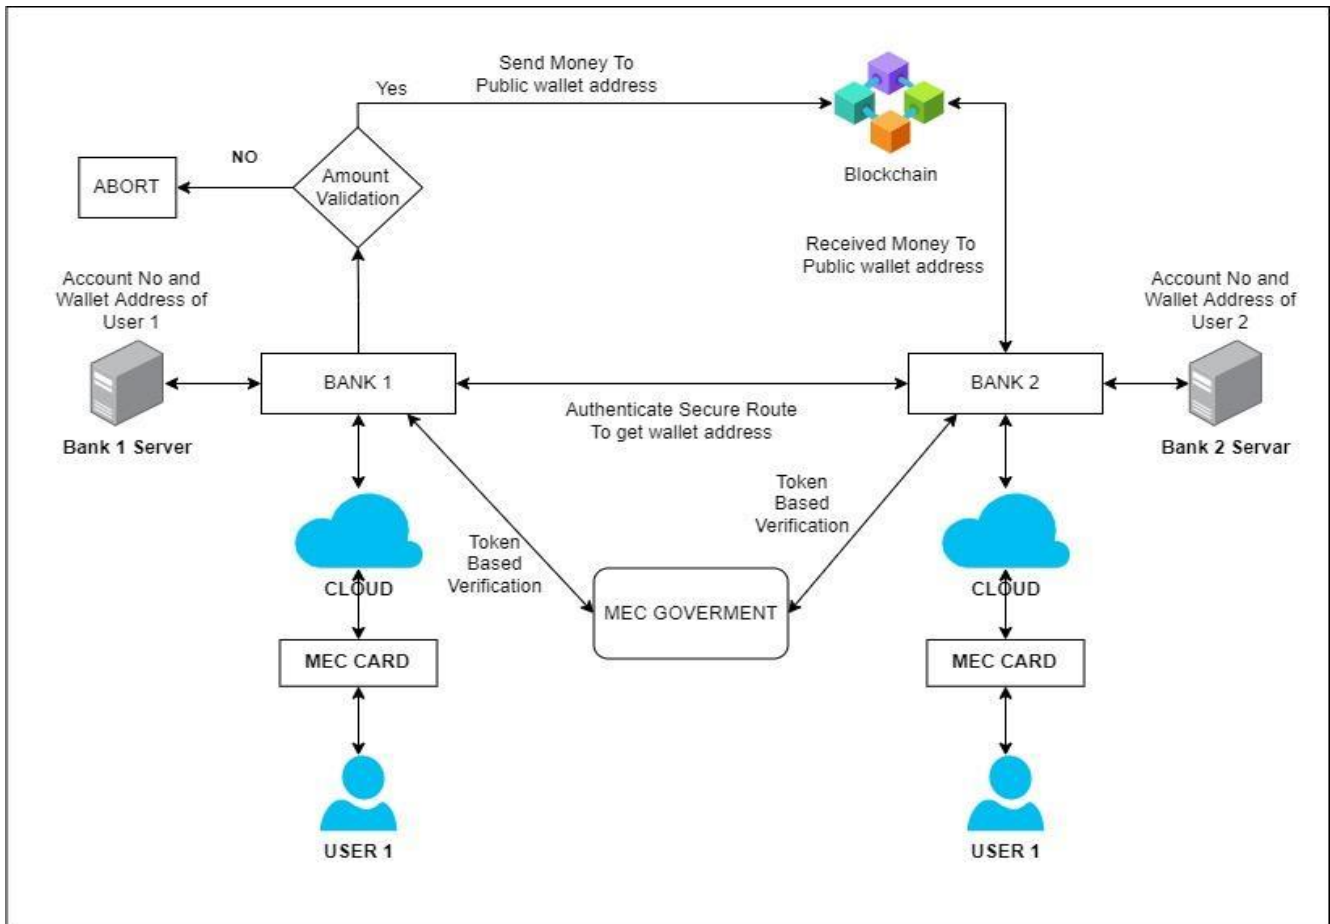 Send Money To
Public wallet address
Yes
NO
ABORT
Amount
Validation
Blockchain
Received Money To
Public wallet address
Account No and
Wallet Address of
User 1
Account No and
Wallet Address of
User 2
BANK 1
BANK 2
Authenticate Secure Route
To get wallet address
Bank 1 Server
Bank 2 Servar
Token
Based
Verification
Token
Based
Verification
CLOUD
CLOUD
MEC GOVERMENT
MEC CARD
MEC CARD
USER 1
USER 1